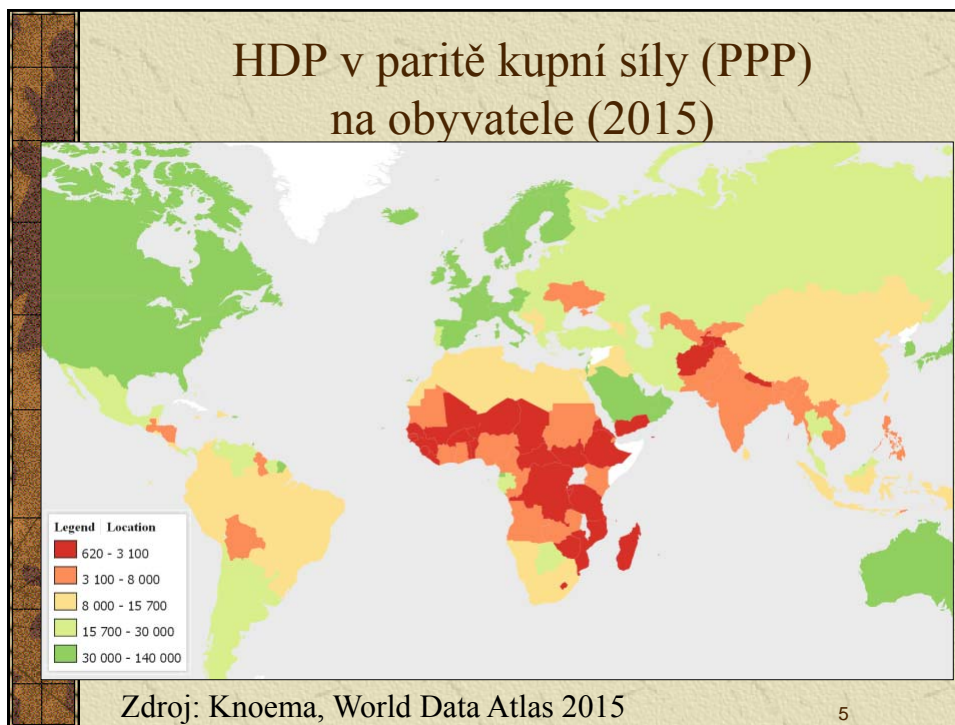 HDP v paritě kupní síly (PPP)
na obyvatele (2015)
Legend Location
620 - 3 100
3 100 - 8 000
8 000 - 15 700
15 700 - 30 000
30 000 - 140 000
Zdroj: Knoema, World Data Atlas 2015
5